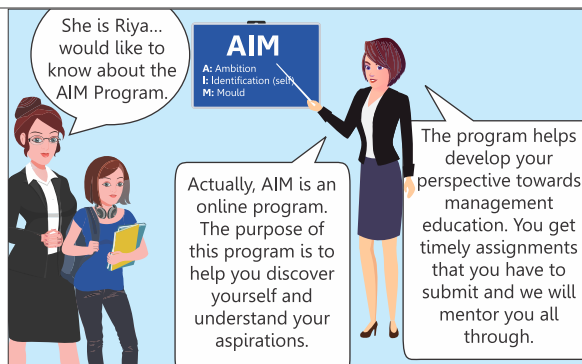 She is Riya...
would like to
know about the
AIM Program.
AIM
A: Ambition
I: Identification (self)
M: Mould
Actually, AIM is an
online program.
The purpose of
this program is to
help you discover
yourself and
understand your
aspirations.
The program helps
develop your
perspective towards
management
education. You get
timely assignments
that you have to
submit and we will
mentor you all
through.